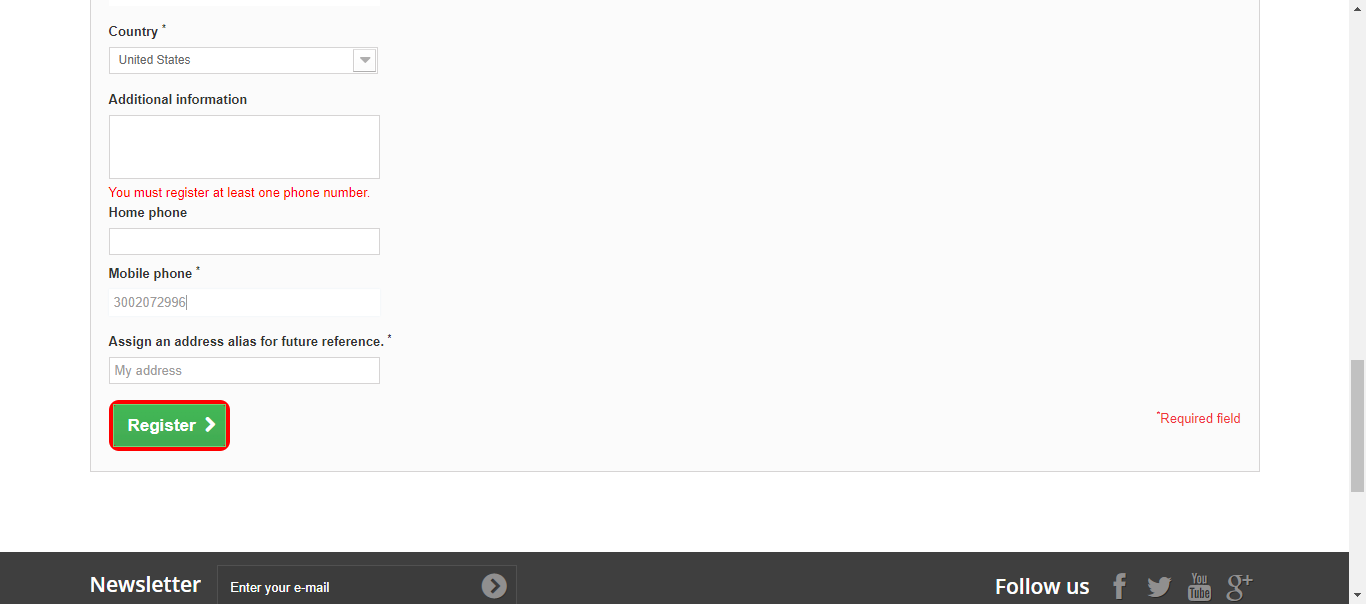 Country *
United States
Additional information
You must register at least one phone number.
Home phone
Mobile phone *
3002072996
Assign an address alias for future reference. *
My address
Register
*Required field
Newsletter
Enter your e-mail
Follow us
f
You
Tube
g+